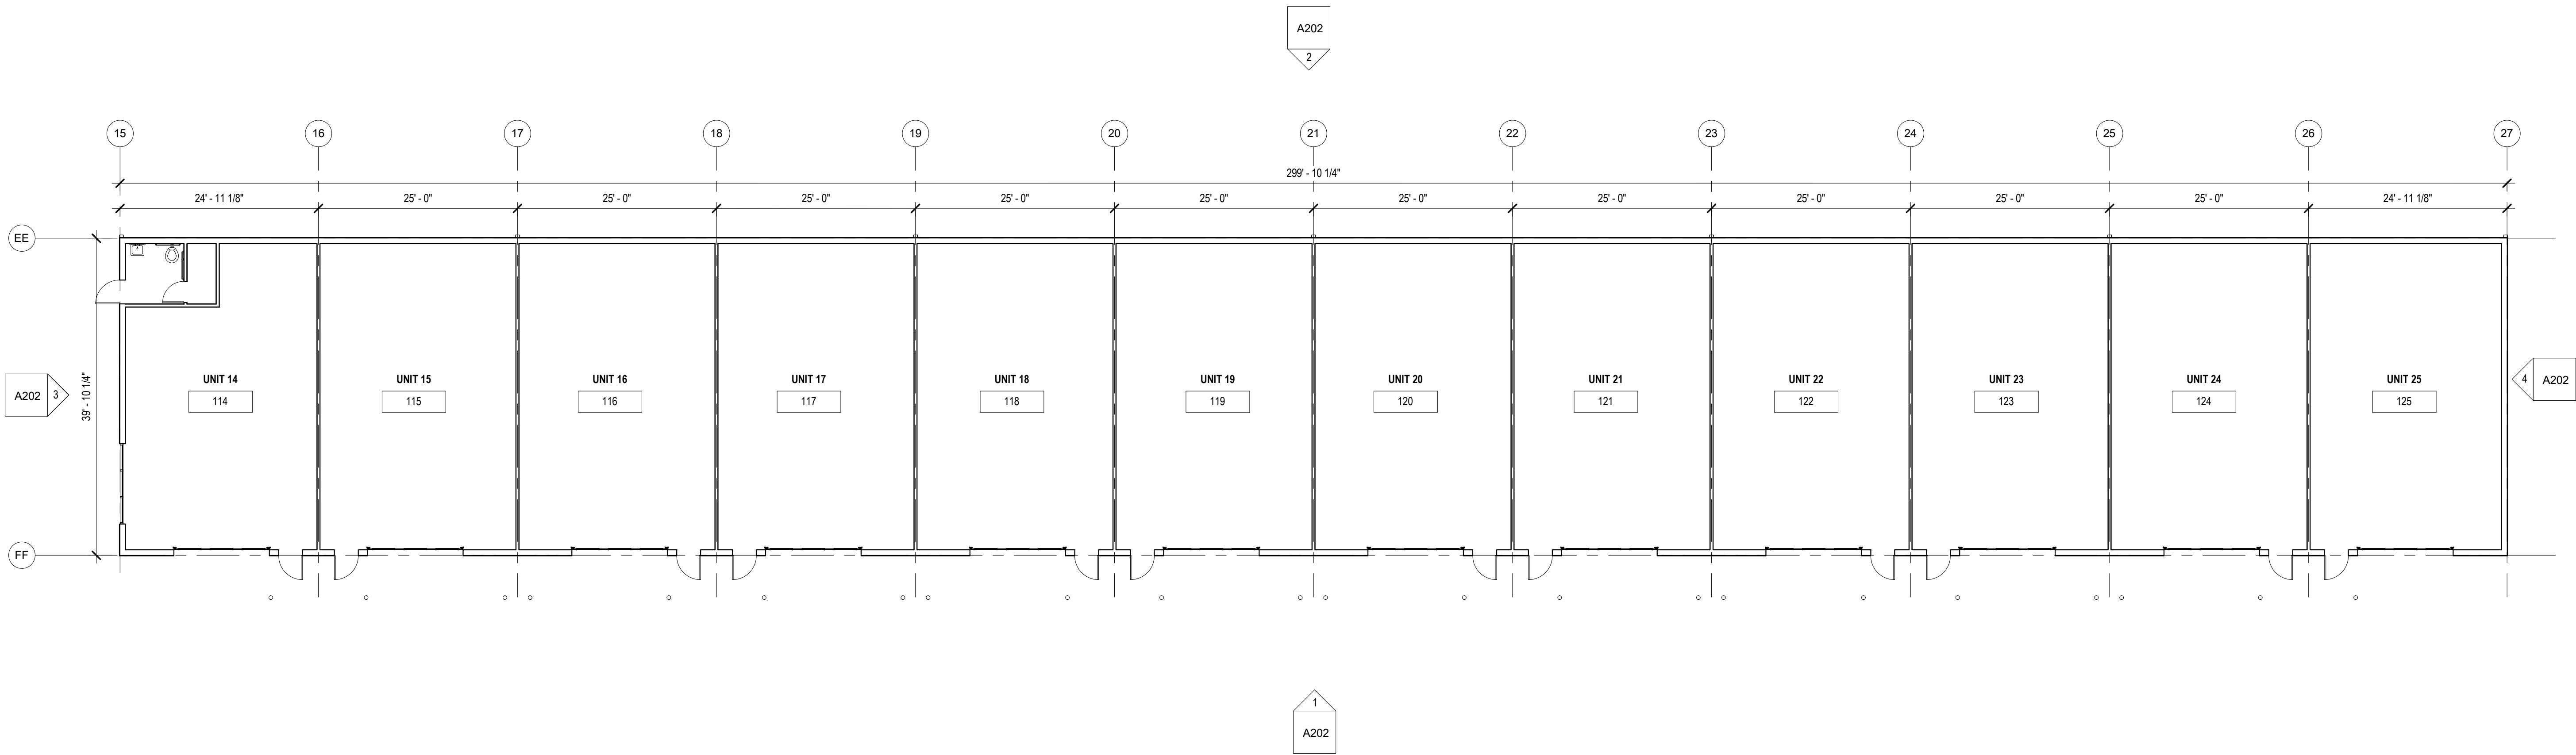 A202
2
15
16
17
18
19
20
21
22
23
24
25
26
27
299' - 10 1/4"
24' - 11 1/8"
25' - 0"
25' - 0"
25' - 0"
25' - 0"
25' - 0"
25' - 0"
25' - 0"
25' - 0"
25' - 0"
25' - 0"
24' - 11 1/8"
EE
39' - 10 1/4"
A202
3
UNIT 14
114
UNIT 15
115
UNIT 16
116
UNIT 17
117
UNIT 18
118
UNIT 19
119
UNIT 20
120
UNIT 21
121
UNIT 22
122
UNIT 23
123
UNIT 24
124
UNIT 25
125
4
A202
FF
1
A202